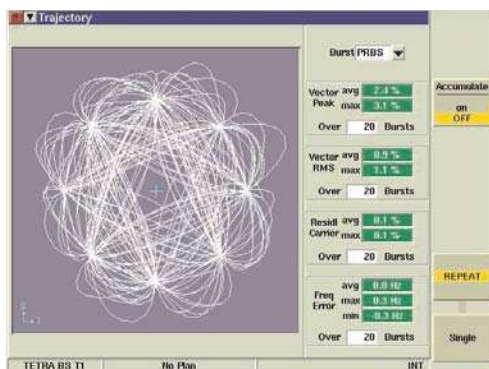 Trajectory
Burst PRBS
Vector Peak avg 2.4 %
max 3.1 %
Over 20 Bursts
Vector RMS avg 0.9 %
max 1.1 %
Over 20 Bursts
Residl Carrier avg 0.1 %
max 0.1 %
Over 20 Bursts
Freq Error avg 0.0 Hz
max 0.3 Hz
min -0.3 Hz
Over 20 Bursts
Accumulate
on
OFF
REPEAT
Single
TETRA BS T1 No Plan INT